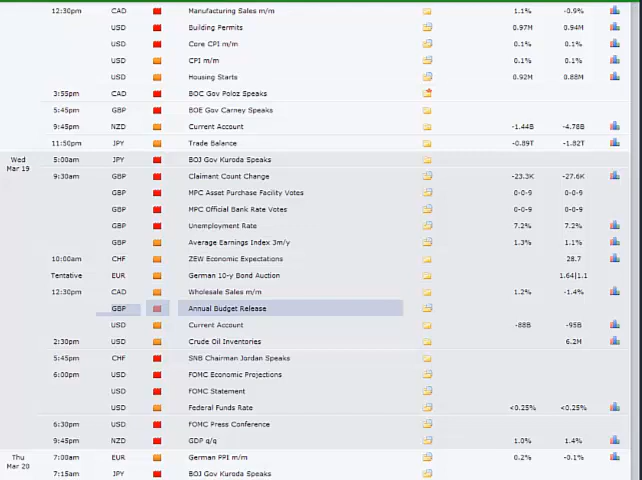 12:30pm CAD Manufacturing Sales m/m 1.1% -0.9%
USD Building Permits 0.97M 0.94M
USD Core CPI m/m 0.1% 0.1%
USD CPI m/m 0.1% 0.1%
USD Housing Starts 0.92M 0.88M
3:55pm CAD BOC Gov Poloz Speaks
5:45pm GBP BOE Gov Carney Speaks
9:45pm NZD Current Account -1.44B -4.78B
11:50pm JPY Trade Balance -0.89T -1.82T
Wed Mar 19 5:00am JPY BOJ Gov Kuroda Speaks
9:30am GBP Claimant Count Change -23.3K -27.6K
GBP MPC Asset Purchase Facility Votes 0-0-9 0-0-9
GBP MPC Official Bank Rate Votes 0-0-9 0-0-9
GBP Unemployment Rate 7.2% 7.2%
GBP Average Earnings Index 3m/y 1.3% 1.1%
10:00am CHF ZEW Economic Expectations 28.7
Tentative EUR German 10-y Bond Auction 1.64|1.1
12:30pm CAD Wholesale Sales m/m 1.2% -1.4%
GBP Annual Budget Release
USD Current Account -88B -95B
2:30pm USD Crude Oil Inventories 6.2M
5:45pm CHF SNB Chairman Jordan Speaks
6:00pm USD FOMC Economic Projections
USD FOMC Statement
USD Federal Funds Rate <0.25% <0.25%
6:30pm USD FOMC Press Conference
9:45pm NZD GDP q/q 1.0% 1.4%
Thu Mar 20 7:00am EUR German PPI m/m 0.2% -0.1%
7:15am JPY BOJ Gov Kuroda Speaks